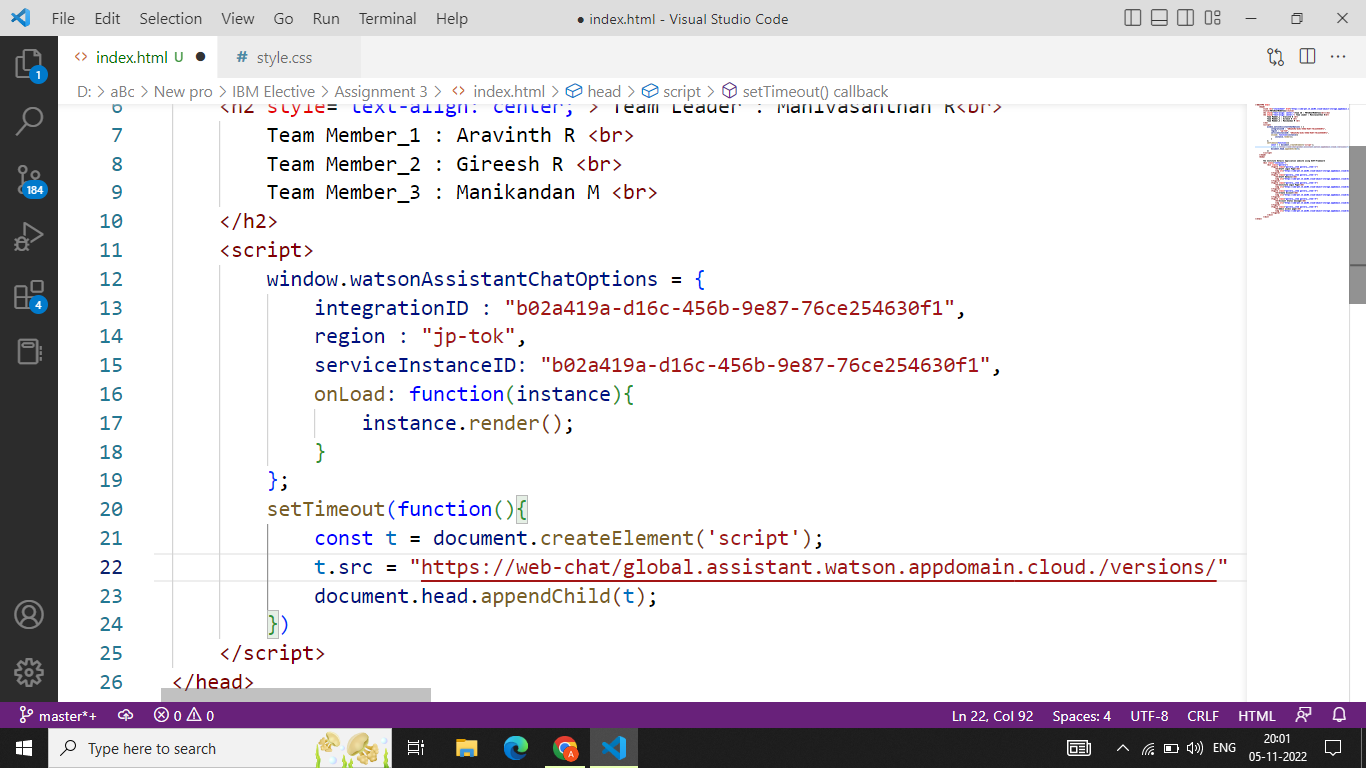 File Edit Selection View Go Run Terminal Help ● index.html - Visual Studio Code
<> index.html U ● # style.css
D: > aBc > New pro > IBM Elective > Assignment 3 > <> index.html > head > script > setTimeout() callback
6 <h2 style="text-align: center;"> Team Leader : Manivasanthan R<br>
7 Team Member_1 : Aravinth R <br>
8 Team Member_2 : Gireesh R <br>
9 Team Member_3 : Manikandan M <br>
10 </h2>
11 <script>
12 window.watsonAssistantChatOptions = {
13 integrationID : "b02a419a-d16c-456b-9e87-76ce254630f1",
14 region : "jp-tok",
15 serviceInstanceID: "b02a419a-d16c-456b-9e87-76ce254630f1",
16 onLoad: function(instance){
17 instance.render();
18 }
19 };
20 setTimeout(function(){
21 const t = document.createElement('script');
22 t.src = "https://web-chat/global.assistant.watson.appdomain.cloud./versions/"
23 document.head.appendChild(t);
24 })
25 </script>
26 </head>
1
184
4
master*+ 0 0 Ln 22, Col 92 Spaces: 4 UTF-8 CRLF HTML
Type here to search
A
ENG
20:01
05-11-2022